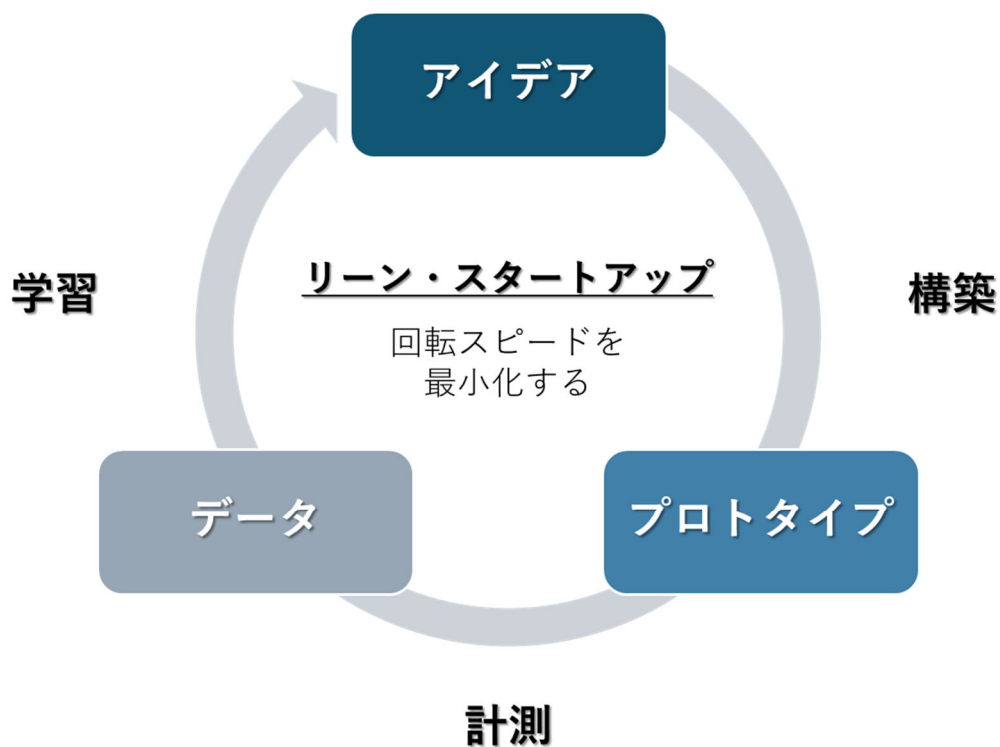 アイデア
学習
リーン・スタートアップ
構築
回転スピードを
最小化する
データ
プロトタイプ
計測